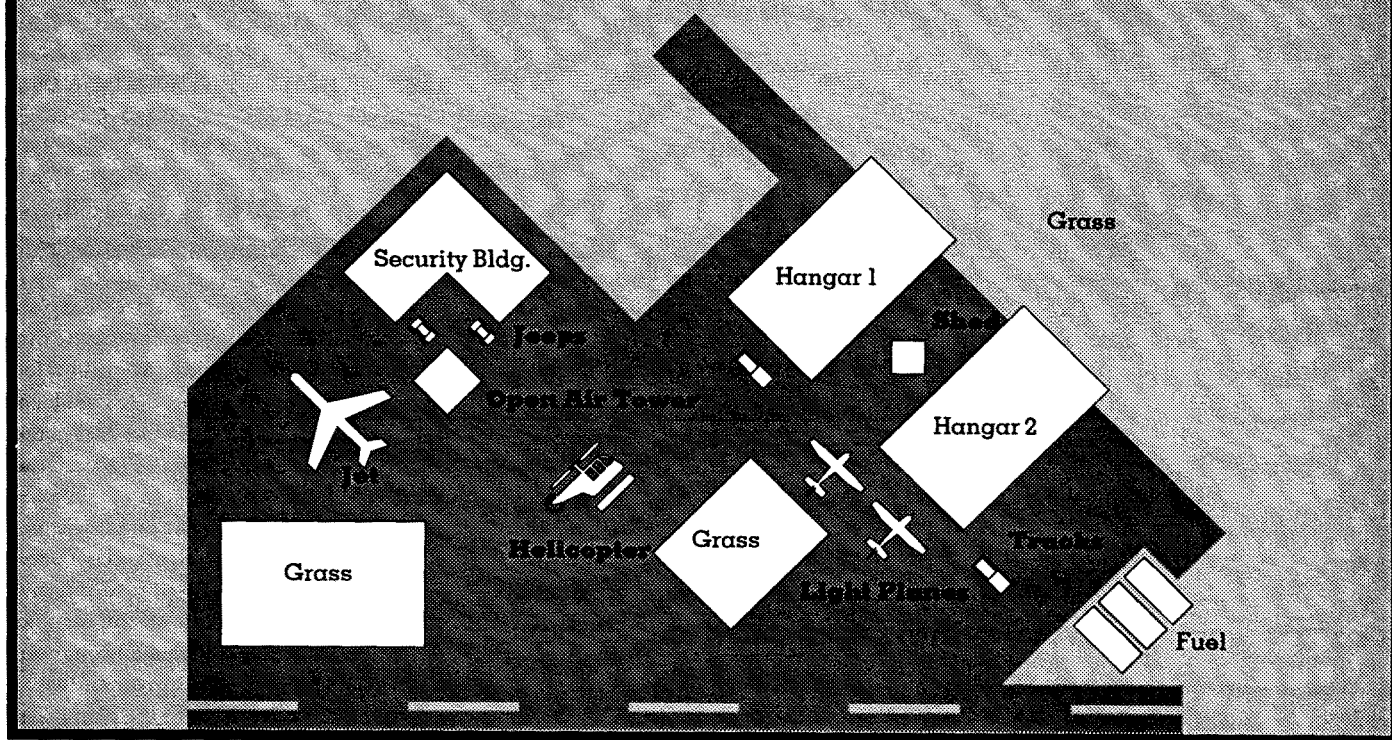 Grass
Security Bldg.
Hangar 1
Shed
Jeeps
Open Air Tower
Hangar 2
Jet
Helicopter
Grass
Trucks
Grass
Light Planes
Fuel